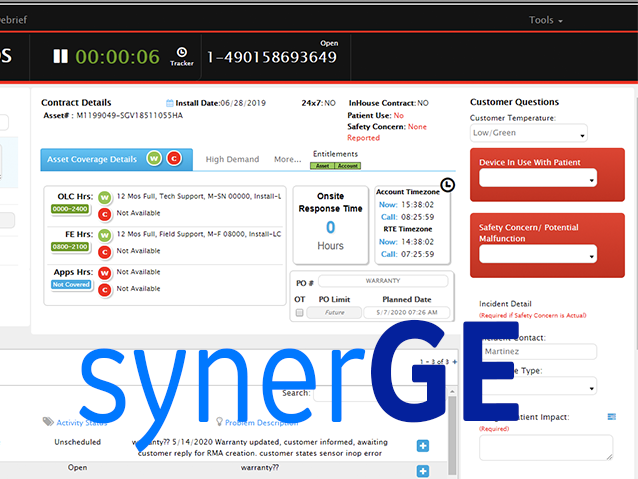 ebrief
Tools
OS
00:00:06
Tracker
Open
1-490158693649
Contract Details
Install Date:06/28/2019
24x7: NO
InHouse Contract: NO
Asset# : M1199049-SGV18511055HA
Patient Use: No
Safety Concern: None
Reported
Customer Questions
Customer Temperature:
Low/Green
Asset Coverage Details W C
High Demand
More...
Entitlements
Asset Account
Device In Use With Patient
OLC Hrs:
0000-2400
W 12 Mos Full, Tech Support, M-SN 00000, Install-L
C Not Available
FE Hrs:
0800-2100
W 12 Mos Full, Field Support, M-F 08000, Install-LC
C Not Available
Apps Hrs:
Not Covered
W Not Available
C Not Available
Onsite
Response Time
0
Hours
Account Timezone
Now: 15:38:02
Call: 08:25:59
RTE Timezone
Now: 14:38:02
Call: 07:25:59
Safety Concern/ Potential
Malfunction
PO # WARRANTY
OT PO Limit Planned Date
Future 5/7/2020 07:26 AM
Incident Detail
(Required if Safety Concern is Actual)
Contact:
Martinez
Type:
Patient Impact:
(Required)
synerGE
1 - 3 of 3
Search:
Activity Status
Problem Description
Unscheduled
warranty?? 5/14/2020 Warranty updated, customer informed, awaiting
customer reply for RMA creation. customer states sensor inop error
Open
warranty??